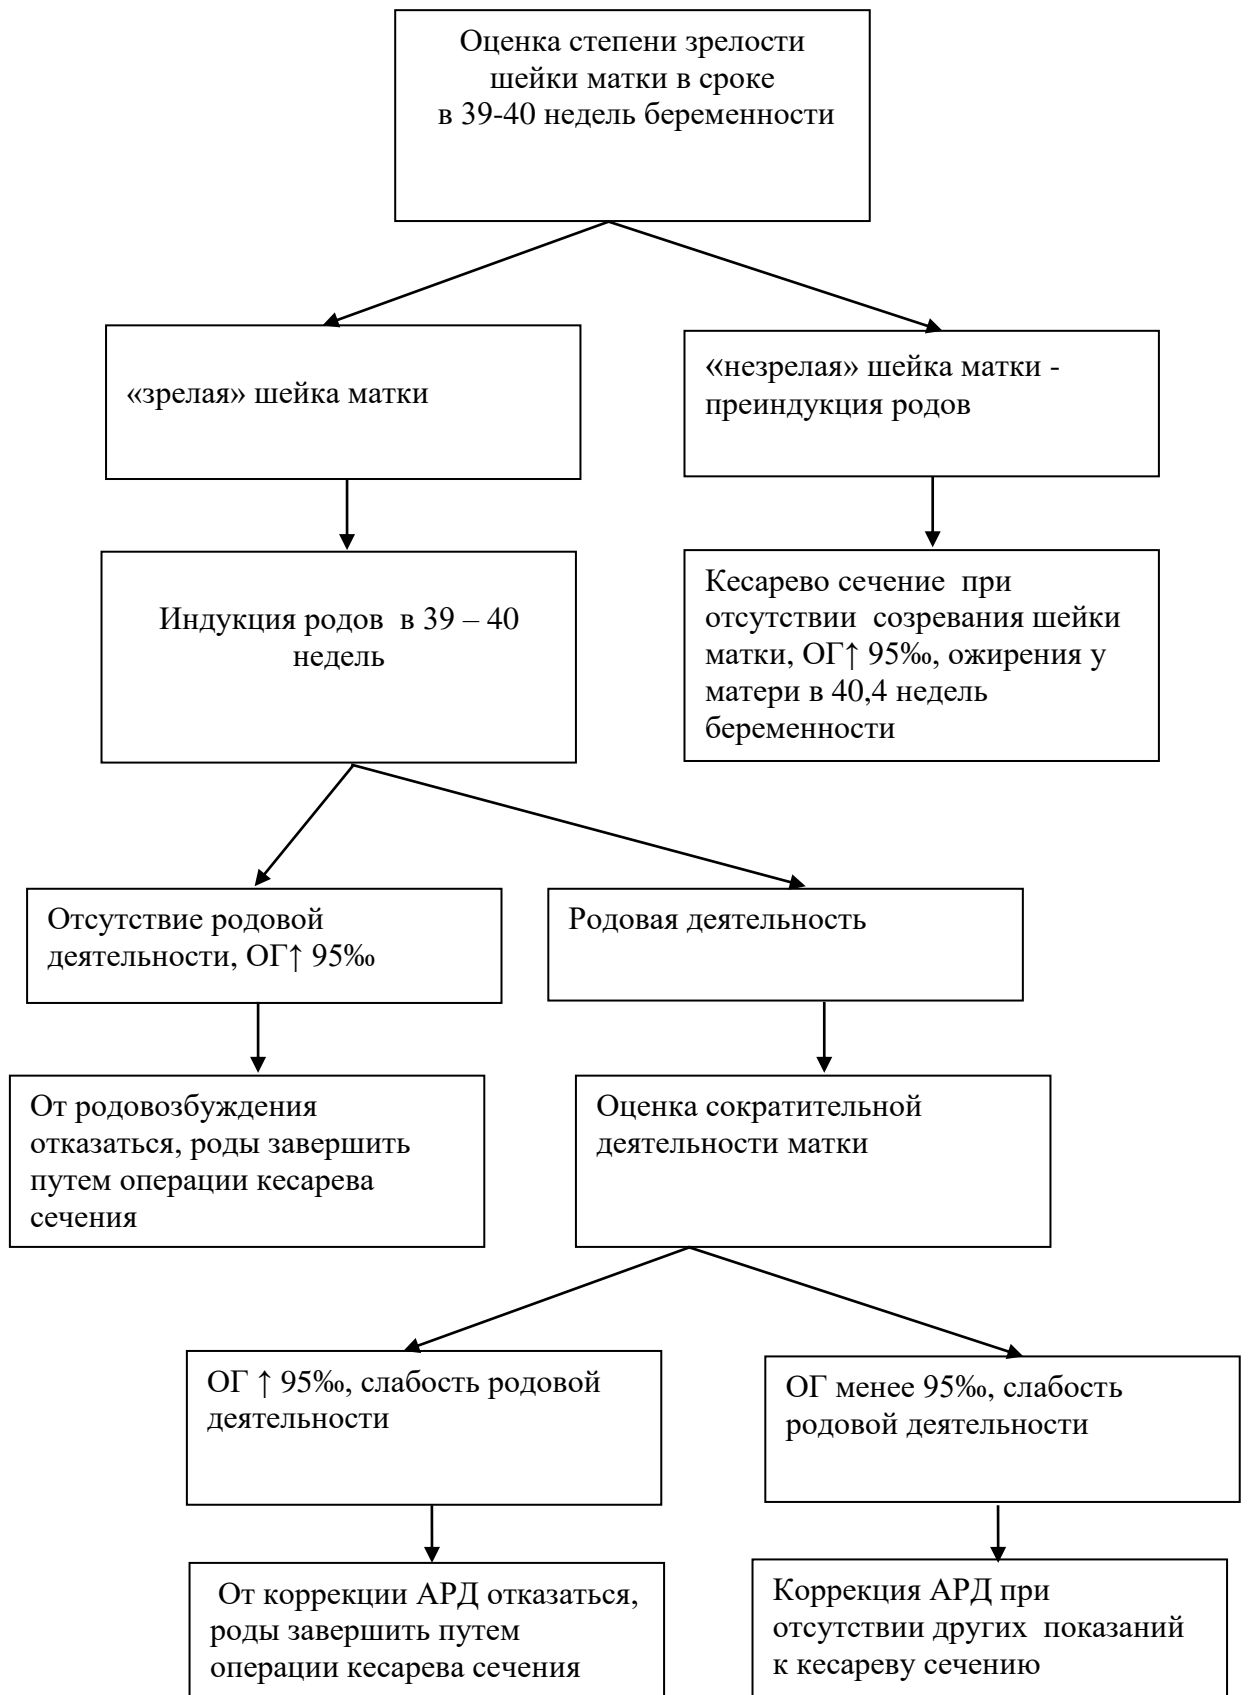 Оценка степени зрелости
шейки матки в сроке
в 39-40 недель беременности
«зрелая» шейка матки
«незрелая» шейка матки -
преиндукция родов
Индукция родов в 39 – 40
недель
Кесарево сечение при
отсутствии созревания шейки
матки, ОГ↑ 95‰, ожирения у
матери в 40,4 недель
беременности
Отсутствие родовой
деятельности, ОГ↑ 95‰
Родовая деятельность
От родовозбуждения
отказаться, роды завершить
путем операции кесарева
сечения
Оценка сократительной
деятельности матки
ОГ ↑ 95‰, слабость родовой
деятельности
ОГ менее 95‰, слабость
родовой деятельности
От коррекции АРД отказаться,
роды завершить путем
операции кесарева сечения
Коррекция АРД при
отсутствии других показаний
к кесареву сечению